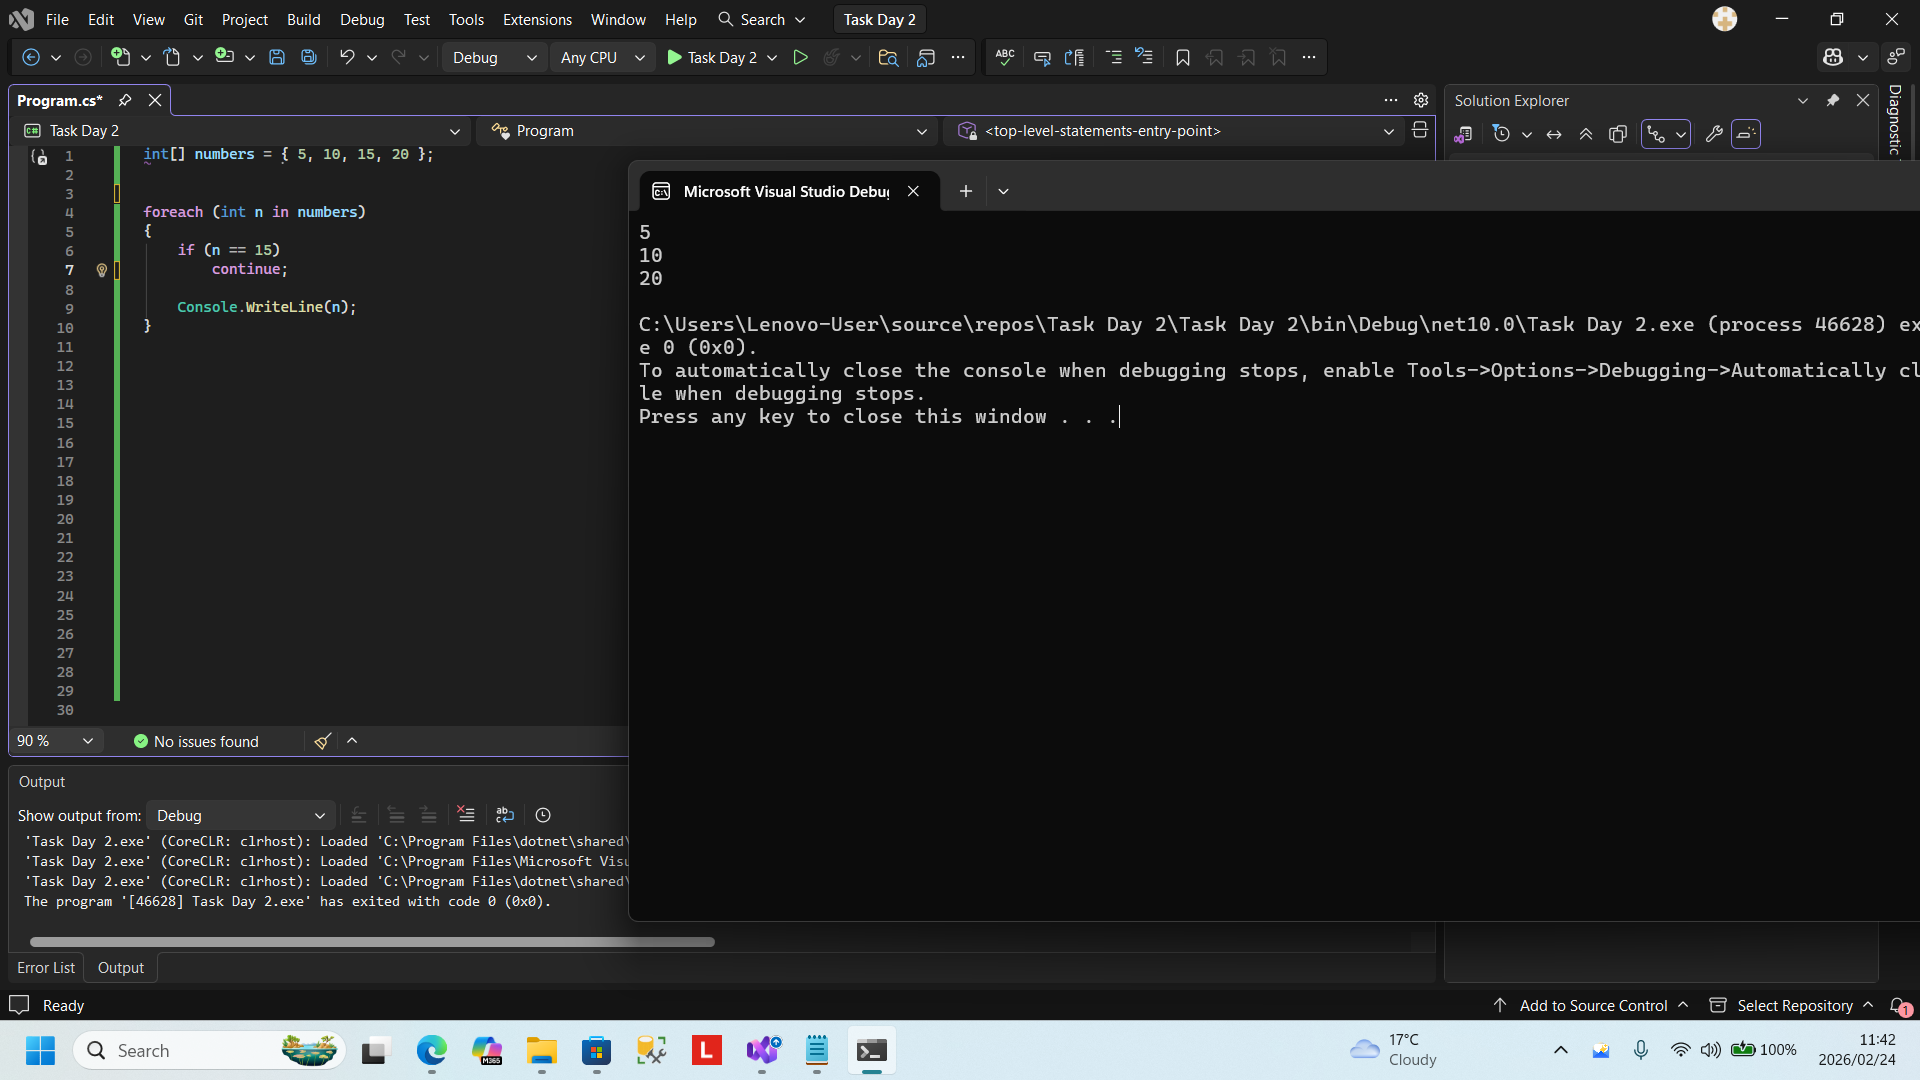 File Edit View Git Project Build Debug Test Tools Extensions Window Help Search Task Day 2
Debug Any CPU Task Day 2
Program.cs*
Task Day 2 Program <top-level-statements-entry-point>
1 int[] numbers = { 5, 10, 15, 20 };
2
3
4 foreach (int n in numbers)
5 {
6 if (n == 15)
7 continue;
8
9 Console.WriteLine(n);
10 }
11
12
13
14
15
16
17
18
19
20
21
22
23
24
25
26
27
28
29
30
90 % No issues found
Solution Explorer
Diagnostic T
Microsoft Visual Studio Debug
5
10
20
C:\Users\Lenovo-User\source\repos\Task Day 2\Task Day 2\bin\Debug\net10.0\Task Day 2.exe (process 46628) ex
e 0 (0x0).
To automatically close the console when debugging stops, enable Tools->Options->Debugging->Automatically cl
le when debugging stops.
Press any key to close this window . . .
Output
Show output from: Debug
'Task Day 2.exe' (CoreCLR: clrhost): Loaded 'C:\Program Files\dotnet\shared\
'Task Day 2.exe' (CoreCLR: clrhost): Loaded 'C:\Program Files\Microsoft Visu
'Task Day 2.exe' (CoreCLR: clrhost): Loaded 'C:\Program Files\dotnet\shared\
The program '[46628] Task Day 2.exe' has exited with code 0 (0x0).
Error List Output
Ready Add to Source Control Select Repository 1
Search M365 L 17°C Cloudy 100% 11:42
2026/02/24